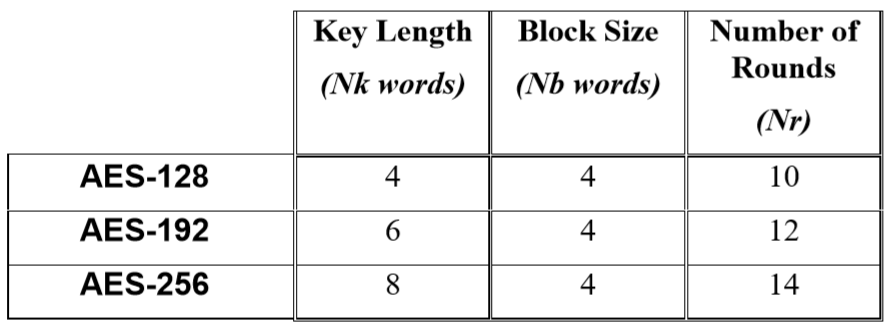 Key Length Block Size Number of
Rounds
(Nk words) (Nb words)
(Nr)
AES-128 4 4 10
AES-192 6 4 12
AES-256 8 4 14